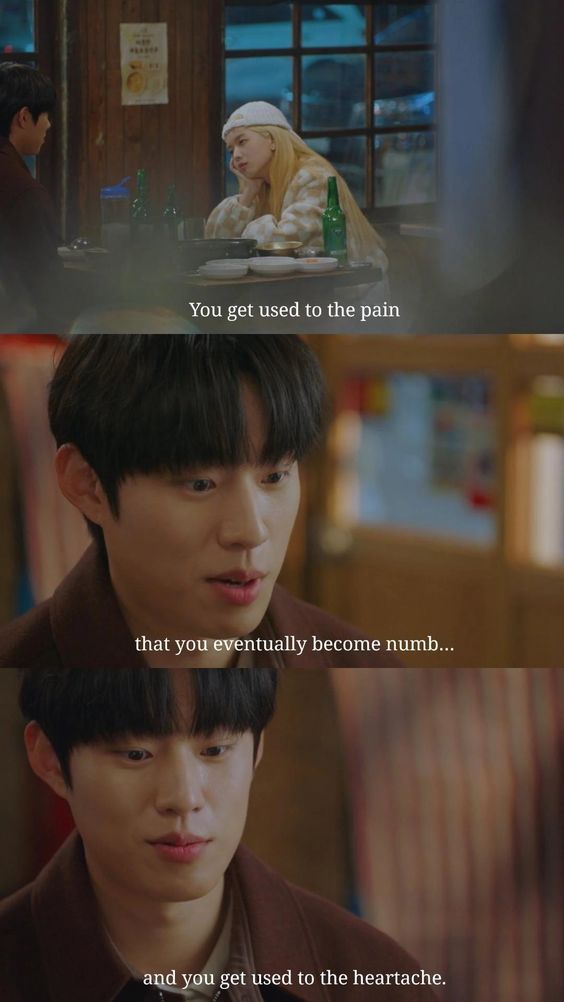 You get used to the pain
that you eventually become numb...
and you get used to the heartache.